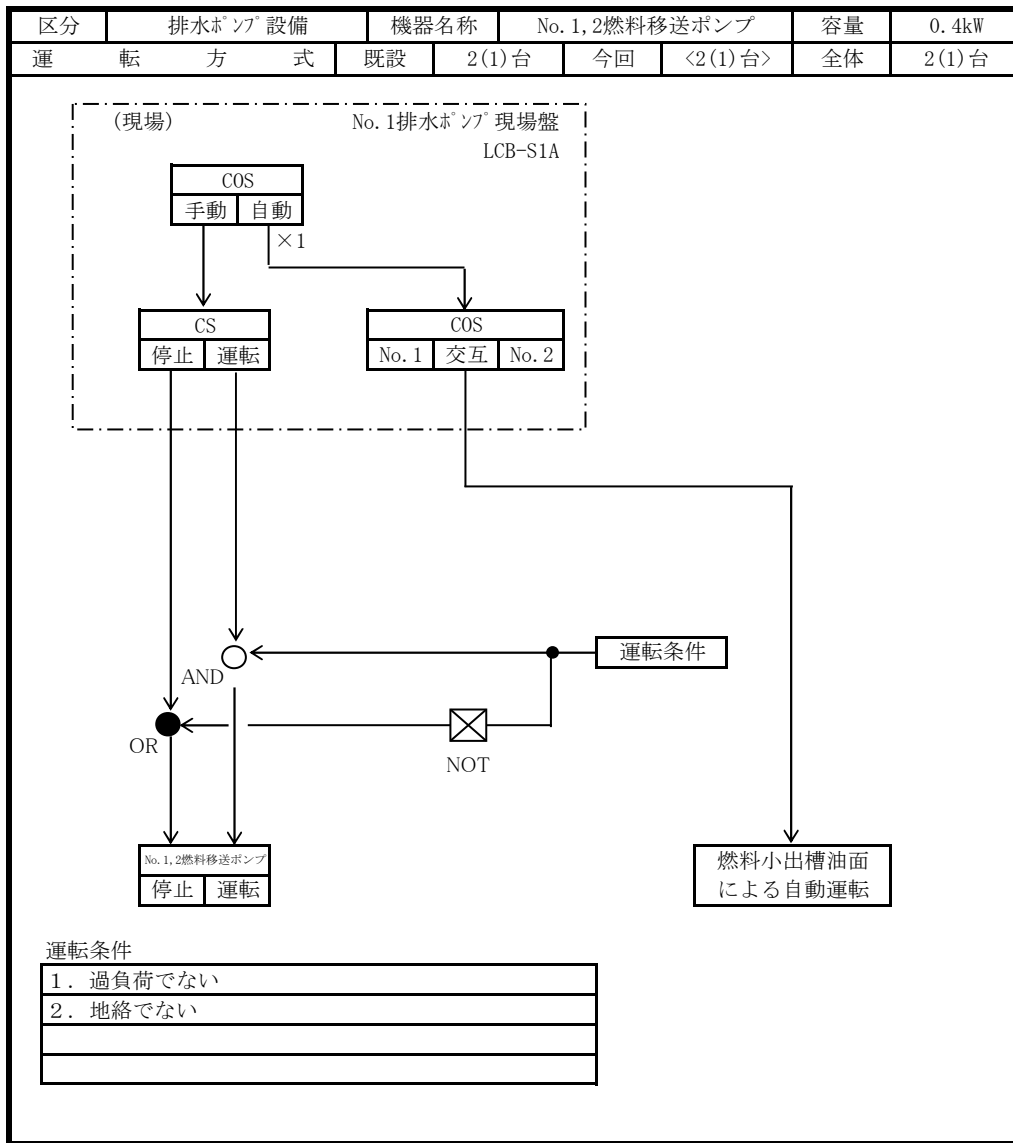 区分 排水ﾎﾟﾝﾌﾟ設備 機器名称 No.1,2燃料移送ポンプ 容量 0.4kW
運転方式 既設 2(1)台 今回 <2(1)台> 全体 2(1)台
(現場) No.1排水ﾎﾟﾝﾌﾟ現場盤
LCB-S1A
COS
手動 自動
×1
CS COS
停止 運転 No.1 交互 No.2
運転条件
AND
OR
NOT
No.1,2燃料移送ポンプ 燃料小出槽油面
停止 運転 による自動運転
運転条件
1. 過負荷でない
2. 地絡でない